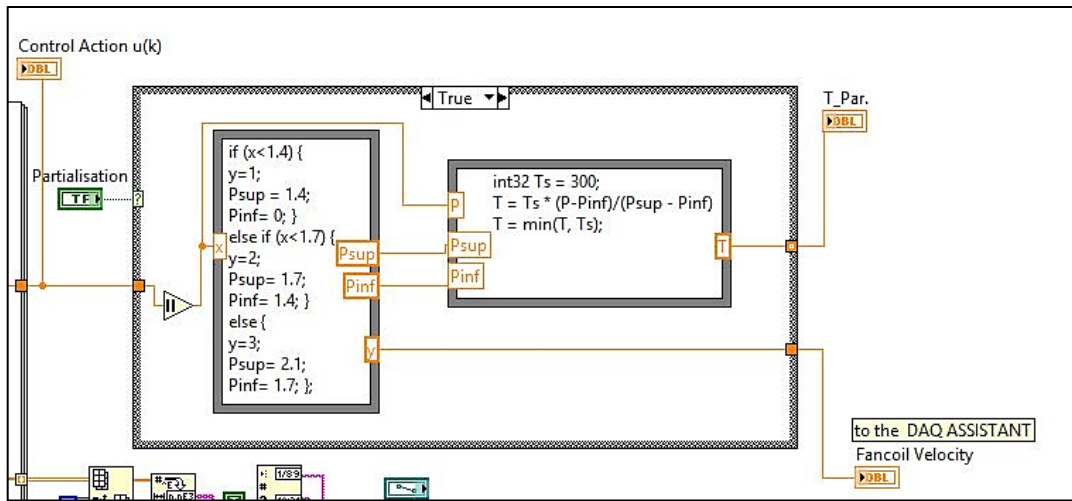 Control Action u(k)
DBL
True
T_Par.
DBL
Partialisation
TF
?
if (x<1.4) {
y=1;
Psup = 1.4;
Pinf= 0; }
else if (x<1.7) {
y=2;
Psup= 1.7;
Pinf= 1.4; }
else {
y=3;
Psup= 2.1;
Pinf= 1.7; };
x
Psup
Pinf
y
int32 Ts = 300;
T = Ts * (P-Pinf)/(Psup - Pinf)
T = min(T, Ts);
P
Psup
Pinf
T
to the DAQ ASSISTANT
Fancoil Velocity
DBL
#
#